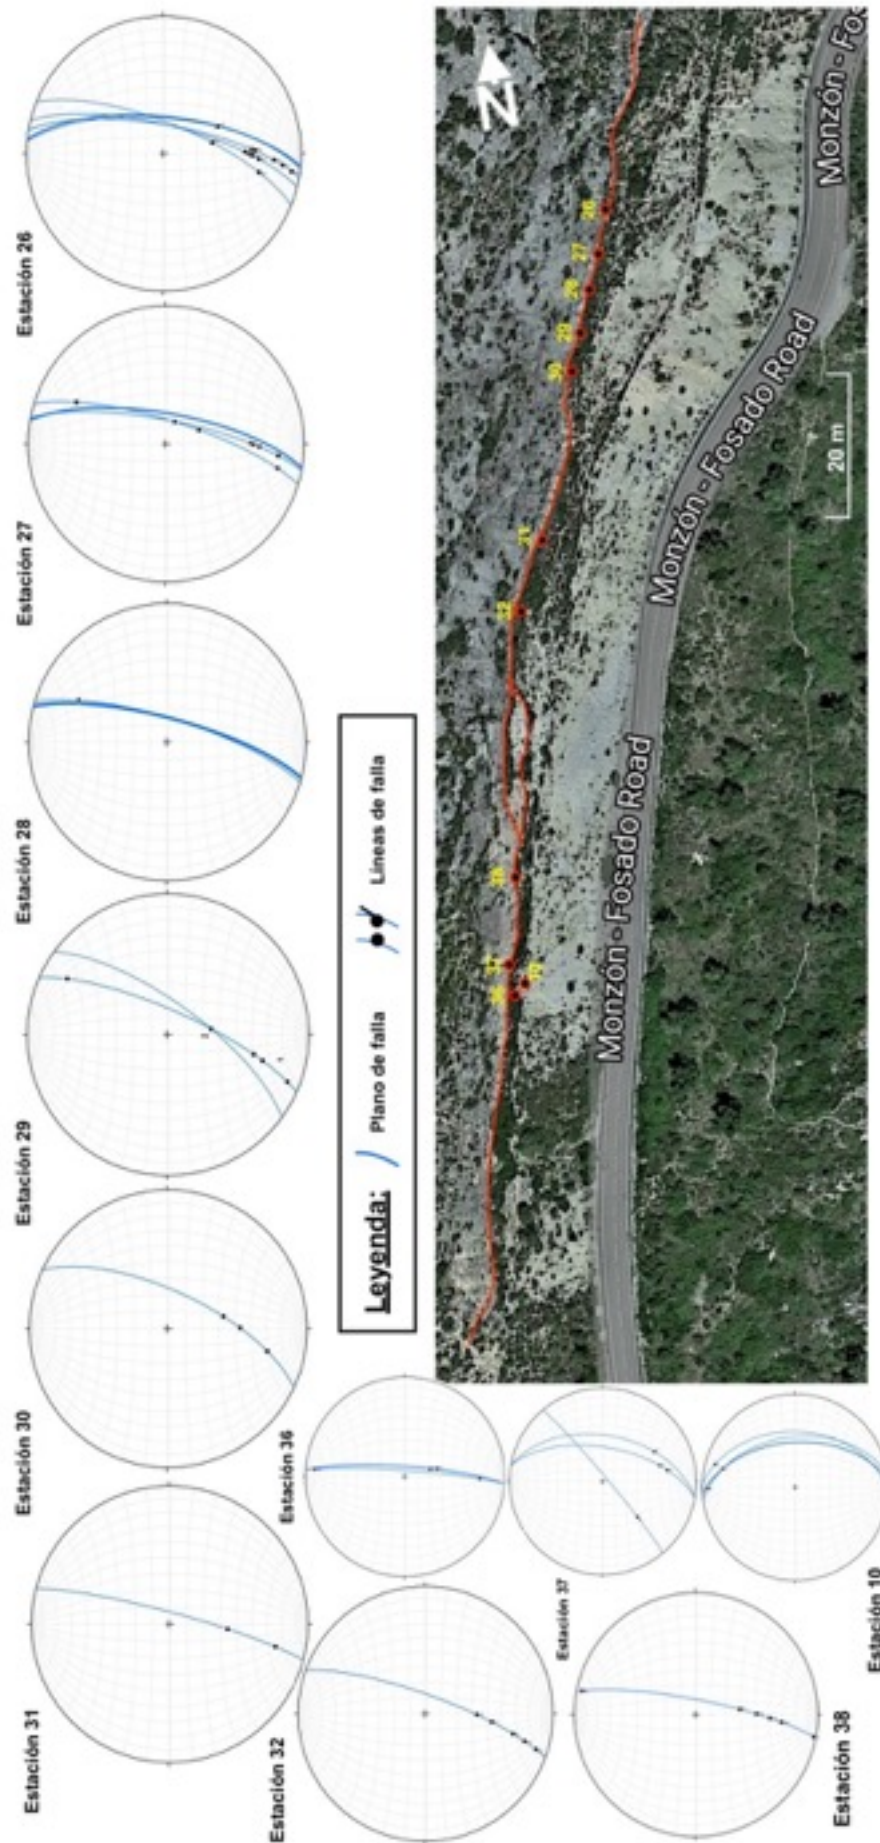 Estación 26
Estación 27
Estación 28
Estación 29
Estación 30
Estación 31
Estación 32
Estación 36
Estación 37
Estación 38
Estación 10
Leyenda:
Plano de falla
Líneas de falla
N
26
27
28
29
30
31
32
38
37
36
10
20 m
Monzón - Fosado Road
Monzón - Fosado Road
Monzón - Fos